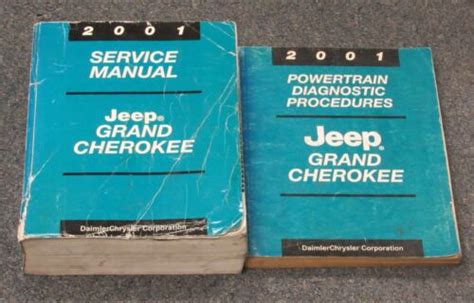 2001
SERVICE
MANUAL
Jeep®
GRAND
CHEROKEE
DaimlerChrysler Corporation
2001
POWERTRAIN
DIAGNOSTIC
PROCEDURES
Jeep®
GRAND
CHEROKEE
DaimlerChrysler Corporation